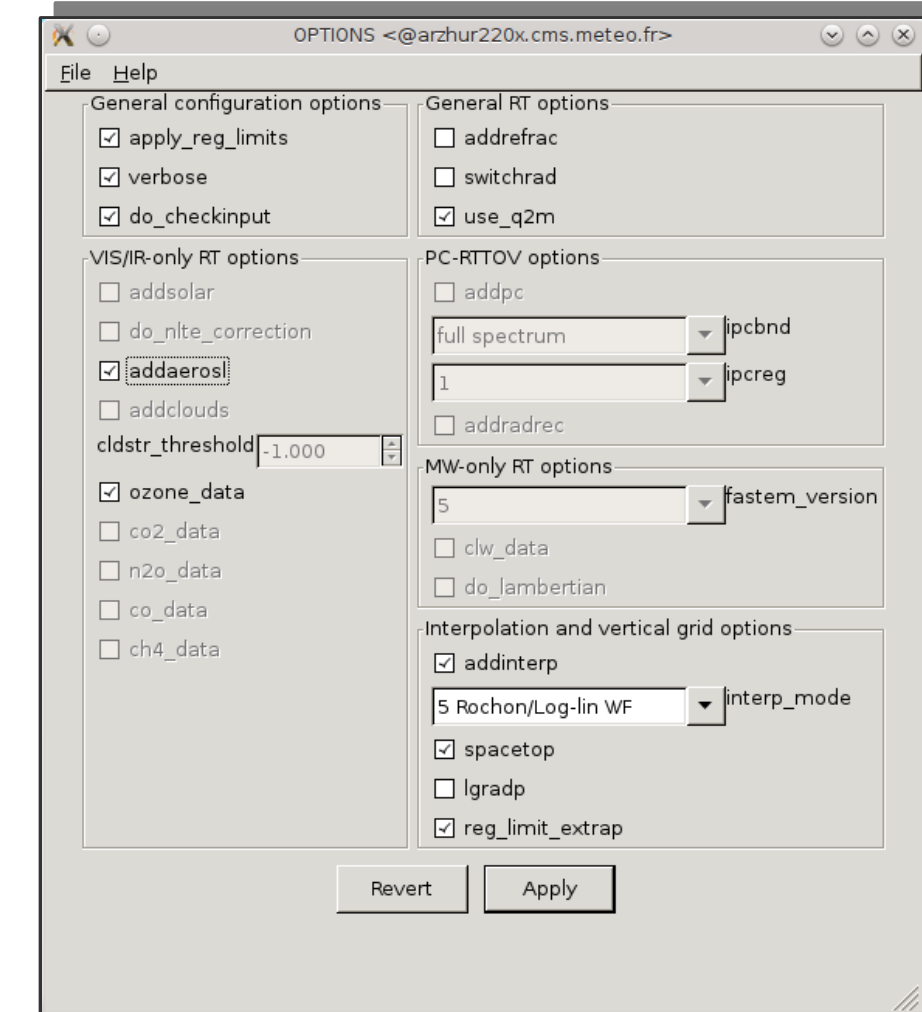 OPTIONS <@arzhur220x.cms.meteo.fr>
File Help
General configuration options
apply_reg_limits
verbose
do_checkinput
General RT options
addrefrac
switchrad
use_q2m
VIS/IR-only RT options
addsolar
do_nlte_correction
addaerosl
addclouds
cldstr_threshold -1.000
ozone_data
co2_data
n2o_data
co_data
ch4_data
PC-RTTOV options
addpc
full spectrum ipcbnd
1 ipcreg
addradrec
MW-only RT options
5 fastem_version
clw_data
do_lambertian
Interpolation and vertical grid options
addinterp
5 Rochon/Log-lin WF interp_mode
spacetop
lgradp
reg_limit_extrap
Revert Apply